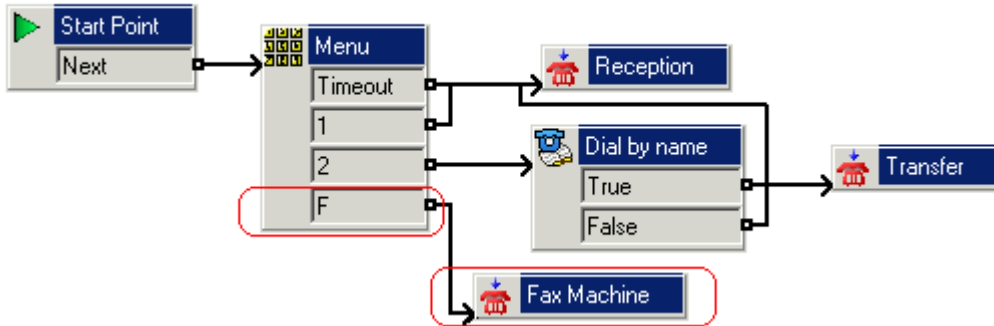 Start Point
Next
Menu
Timeout
1
2
F
Reception
Dial by name
True
False
Transfer
Fax Machine